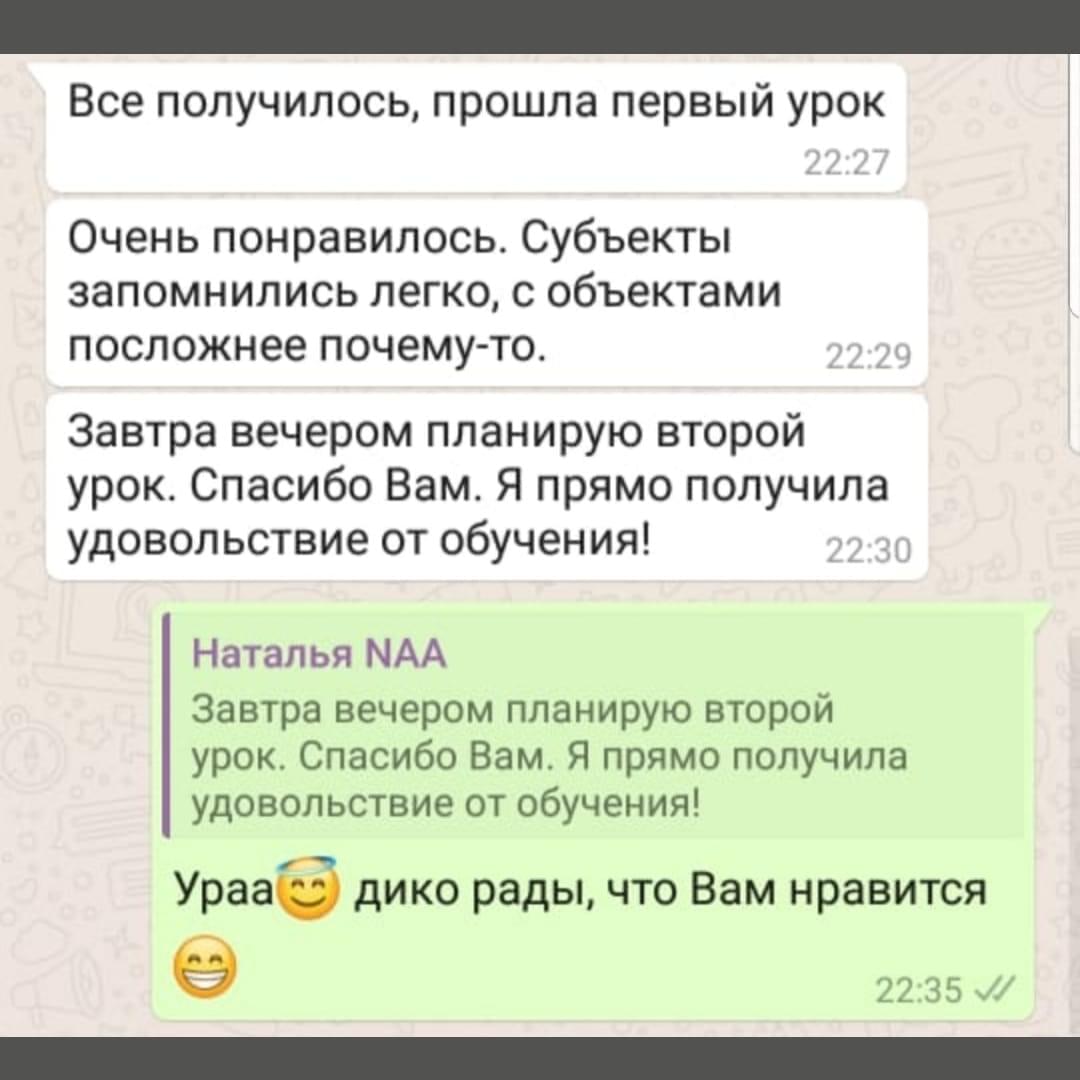 Все получилось, прошла первый урок
22:27
Очень понравилось. Субъекты
запомнились легко, с объектами
посложнее почему-то.
22:29
Завтра вечером планирую второй
урок. Спасибо Вам. Я прямо получила
удовольствие от обучения!
22:30
Наталья NAA
Завтра вечером планирую второй
урок. Спасибо Вам. Я прямо получила
удовольствие от обучения!
Ураа😇 дико рады, что Вам нравится
😁
22:35